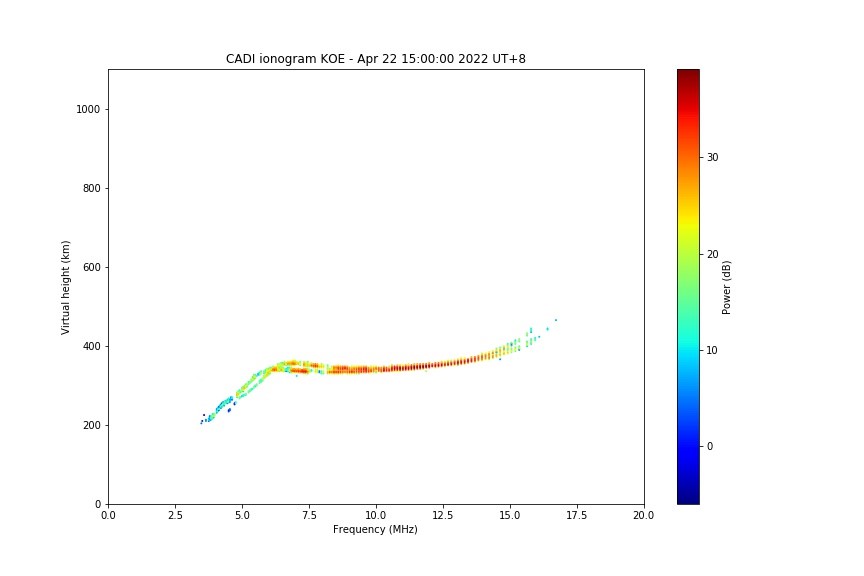 CADI ionogram KOE - Apr 22 15:00:00 2022 UT+8
1000
800
600
400
200
0
Virtual height (km)
0.0 2.5 5.0 7.5 10.0 12.5 15.0 17.5 20.0
Frequency (MHz)
30
20
10
0
Power (dB)